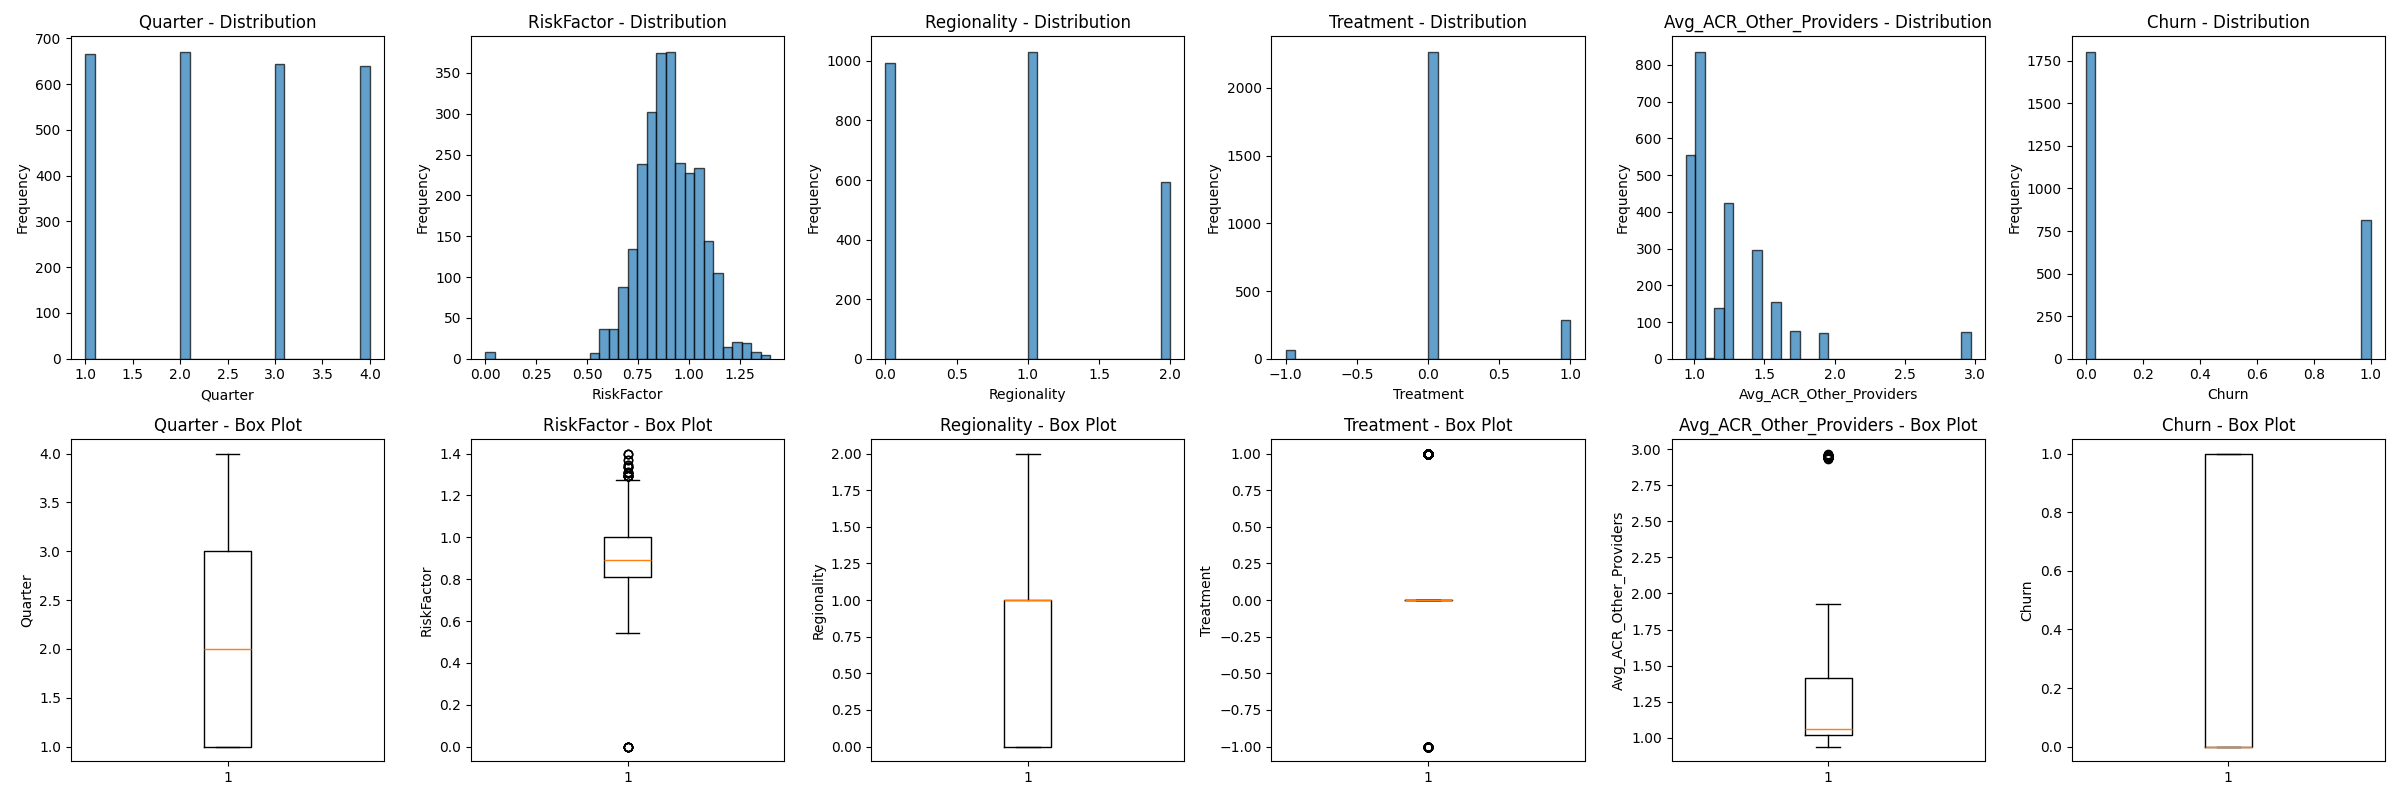 Quarter - Distribution
700
600
500
400
300
200
100
0
Frequency
1.0 1.5 2.0 2.5 3.0 3.5 4.0
Quarter
RiskFactor - Distribution
350
300
250
200
150
100
50
0
Frequency
0.00 0.25 0.50 0.75 1.00 1.25
RiskFactor
Regionality - Distribution
1000
800
600
400
200
0
Frequency
0.0 0.5 1.0 1.5 2.0
Regionality
Treatment - Distribution
2000
1500
1000
500
0
Frequency
−1.0 −0.5 0.0 0.5 1.0
Treatment
Avg_ACR_Other_Providers - Distribution
800
700
600
500
400
300
200
100
0
Frequency
1.0 1.5 2.0 2.5 3.0
Avg_ACR_Other_Providers
Churn - Distribution
1750
1500
1250
1000
750
500
250
0
Frequency
0.0 0.2 0.4 0.6 0.8 1.0
Churn
Quarter - Box Plot
4.0
3.5
3.0
2.5
2.0
1.5
1.0
Quarter
1
RiskFactor - Box Plot
1.4
1.2
1.0
0.8
0.6
0.4
0.2
0.0
RiskFactor
1
Regionality - Box Plot
2.00
1.75
1.50
1.25
1.00
0.75
0.50
0.25
0.00
Regionality
1
Treatment - Box Plot
1.00
0.75
0.50
0.25
0.00
−0.25
−0.50
−0.75
−1.00
Treatment
1
Avg_ACR_Other_Providers - Box Plot
3.00
2.75
2.50
2.25
2.00
1.75
1.50
1.25
1.00
Avg_ACR_Other_Providers
1
Churn - Box Plot
1.0
0.8
0.6
0.4
0.2
0.0
Churn
1